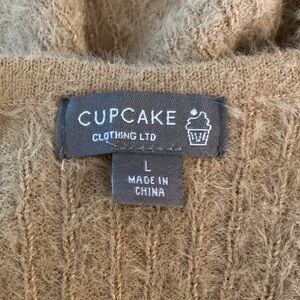 CUPCAKE
CLOTHING LTD
L
MADE IN
CHINA